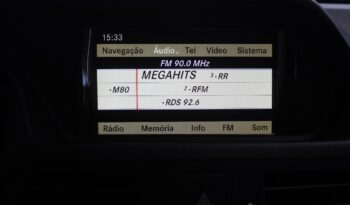 15:33
Navegação Áudio Tel Vídeo Sistema
FM 90.0 MHz
MEGAHITS ³-RR
·M80 ²·RFM
·RDS 92.6
Rádio Memória Info FM Som